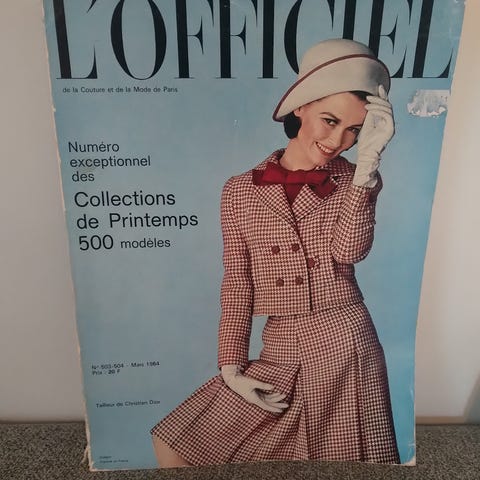 L'OFFICIEL
de la Couture et de la Mode de Paris
Numéro
exceptionnel
des
Collections
de Printemps
500 modèles
N° 503-504 - Mars 1964
Prix : 20 F
Tailleur de Christian Dior